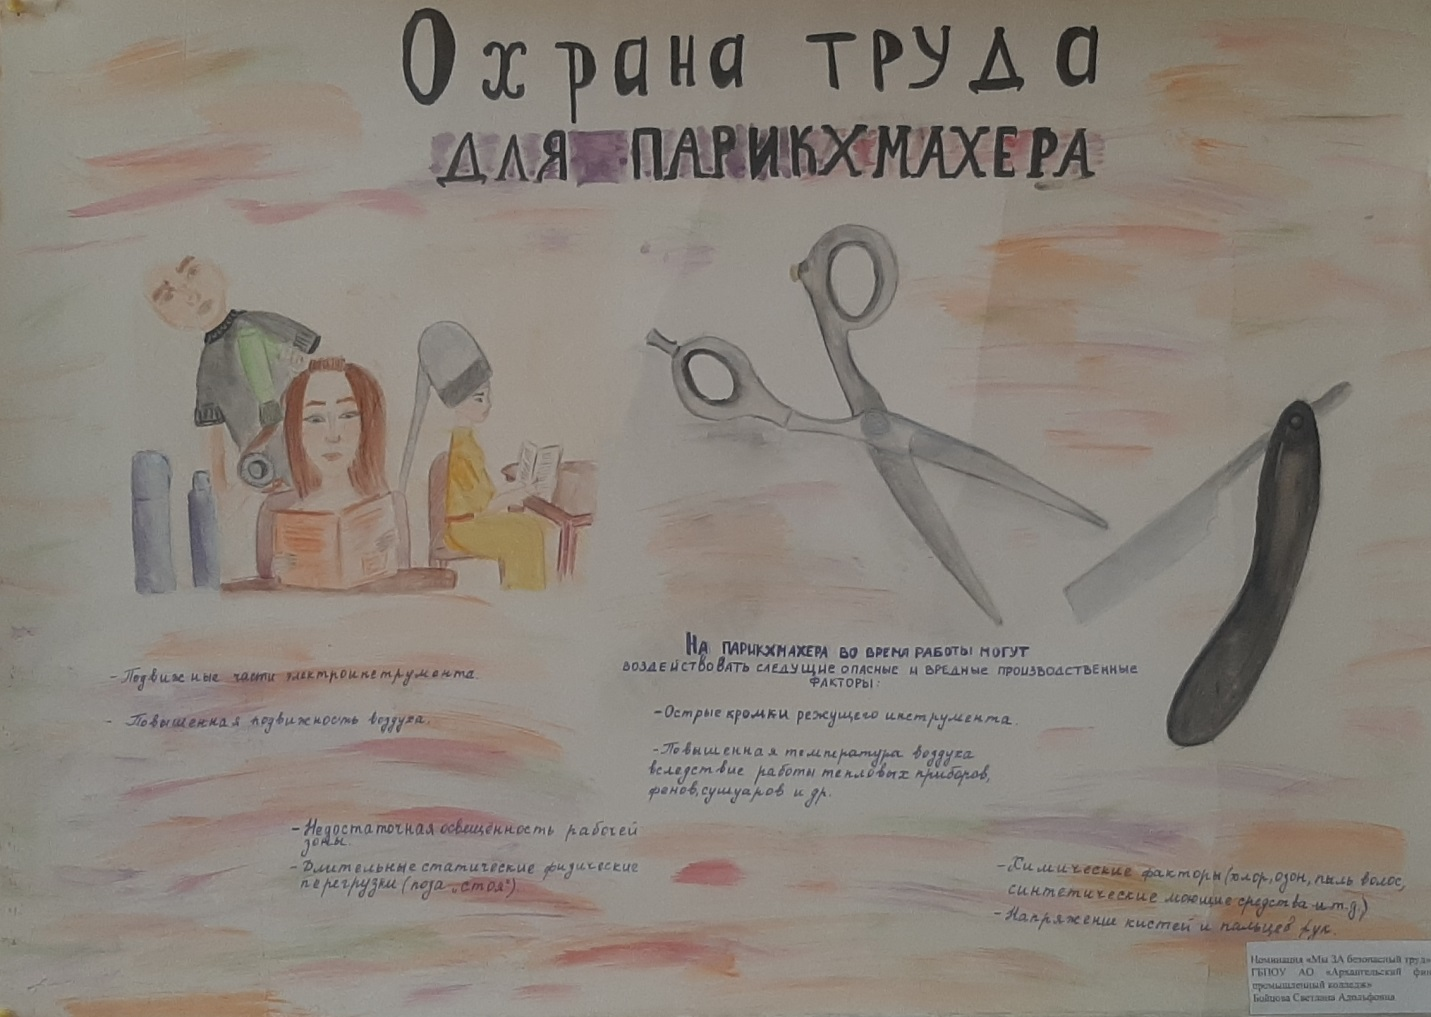 Охрана труда
для парикхмахера
На парикхмахера во время работы могут
воздействовать следущие опасные и вредные производственные
факторы:
- Подвижные части электроинструмента.
- Повышенная подвижность воздуха.
- Острые кромки режущего инструмента.
- Повышенная температура воздуха
вследствие работы тепловых приборов,
фенов, сушуаров и др.
- Недостаточная освещённость рабочей
зоны.
- Длительные статические физические
перегрузки (поза „стоя“).
- Химические факторы (хлор, озон, пыль волос,
синтетические моющие средства и т.д.)
- Напряжение кистей и пальцев рук.
Номинация «Мы ЗА безопасный труд»
ГБПОУ АО «Архангельский фин
промышленный колледж»
Бойцова Светлана Адольфовна